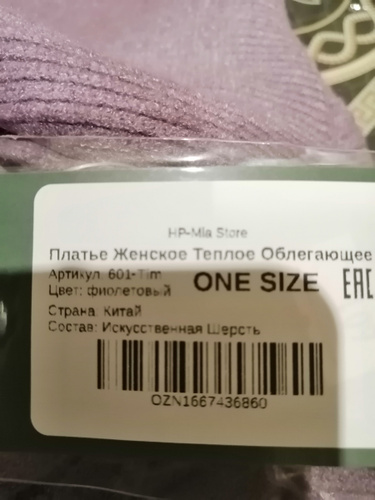 HP-Mia Store
Платье Женское Теплое Облегающее
Артикул: 601-Tim
Цвет: фиолетовый
ONE SIZE
EAC
Страна: Китай
Состав: Искусственная Шерсть
OZN1667436860